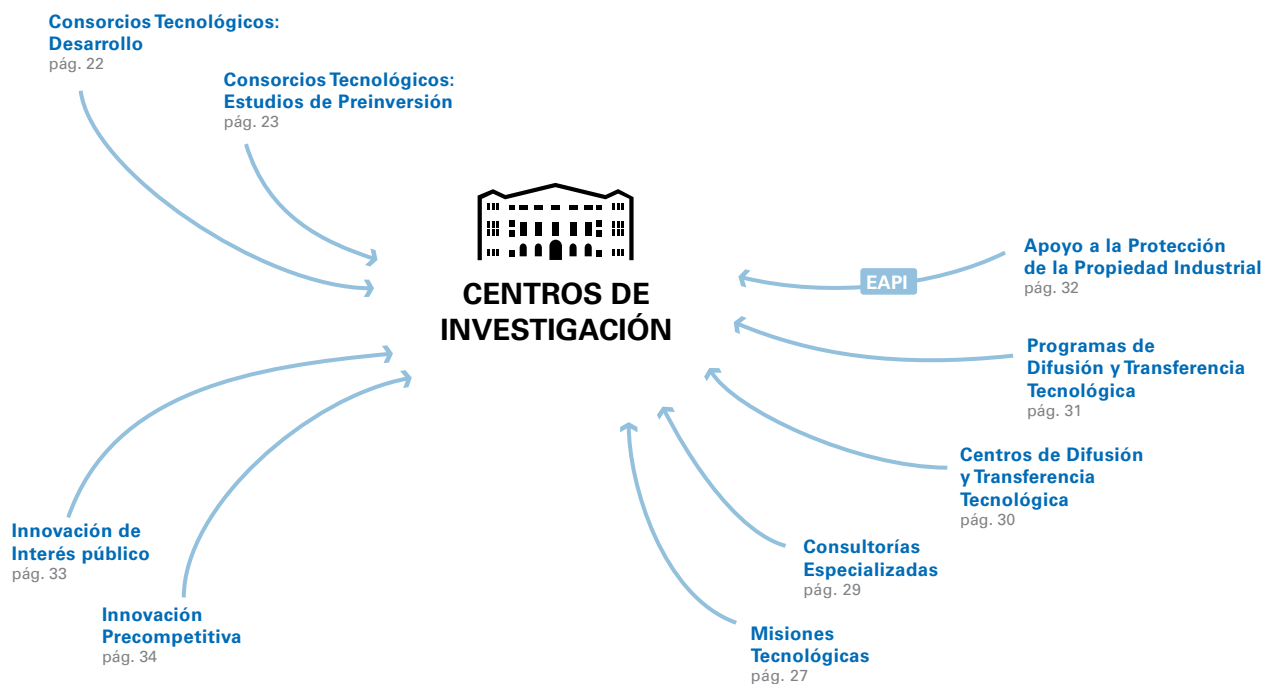 Consorcios Tecnológicos:
Desarrollo
pág. 22
Consorcios Tecnológicos:
Estudios de Preinversión
pág. 23
CENTROS DE
INVESTIGACIÓN
EAPI
Apoyo a la Protección
de la Propiedad Industrial
pág. 32
Programas de
Difusión y Transferencia
Tecnológica
pág. 31
Centros de Difusión
y Transferencia
Tecnológica
pág. 30
Consultorías
Especializadas
pág. 29
Misiones
Tecnológicas
pág. 27
Innovación de
Interés público
pág. 33
Innovación
Precompetitiva
pág. 34